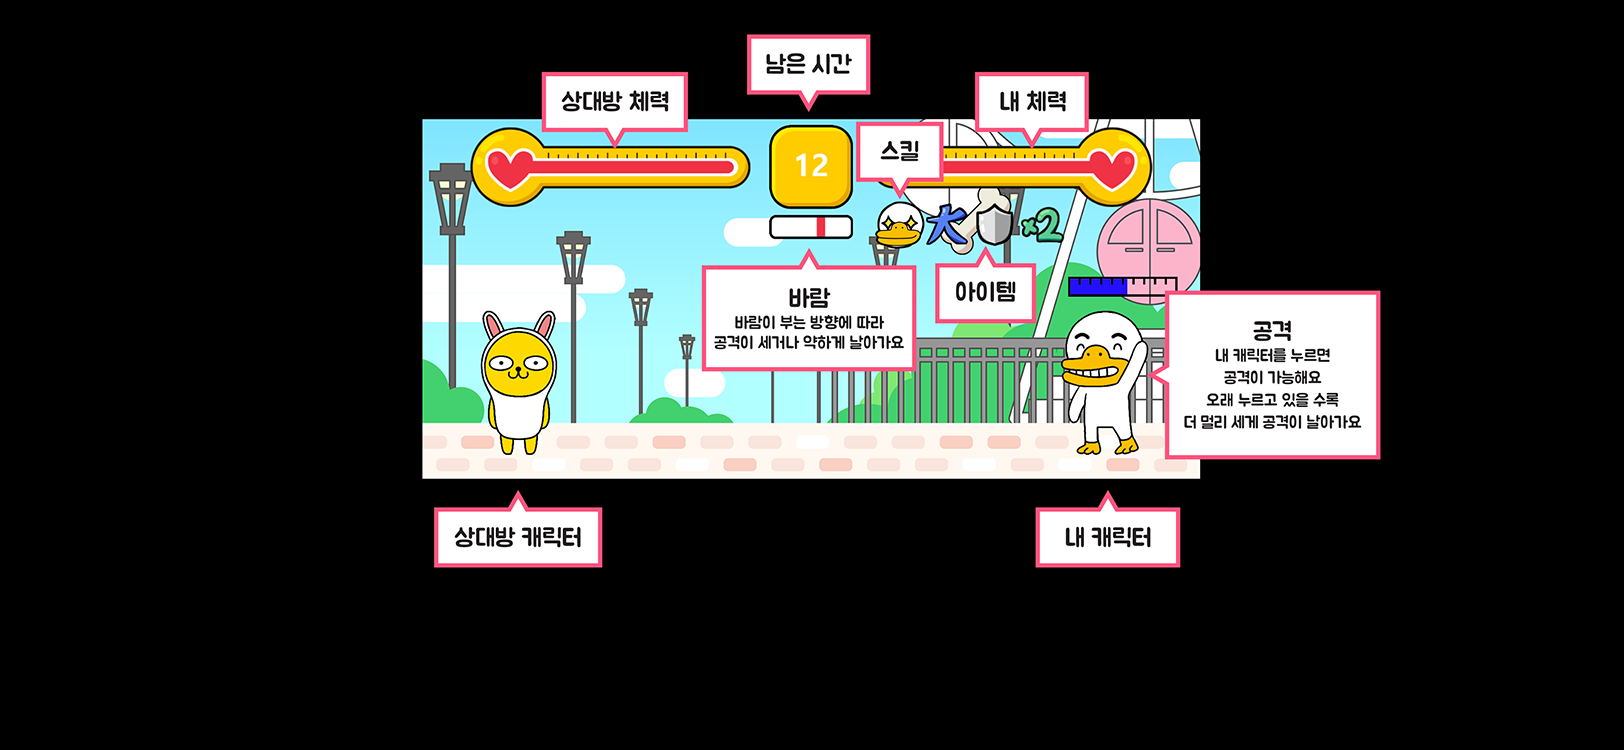 남은 시간
상대방 체력
내 체력
스킬
12
大
×2
바람
바람이 부는 방향에 따라
공격이 세거나 약하게 날아가요
아이템
공격
내 캐릭터를 누르면
공격이 가능해요
오래 누르고 있을 수록
더 멀리 세게 공격이 날아가요
상대방 캐릭터
내 캐릭터